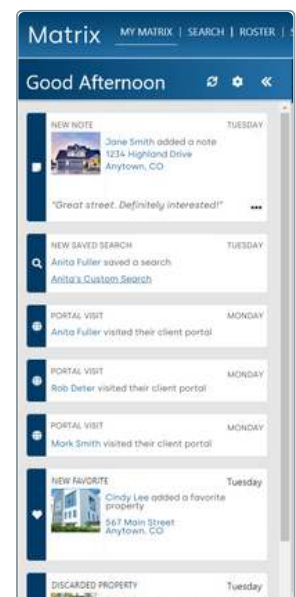 Matrix MY MATRIX | SEARCH | ROSTER |
Good Afternoon
NEW NOTE TUESDAY
Jane Smith added a note
1234 Highland Drive
Anytown, CO
"Great street. Definitely interested!"
NEW SAVED SEARCH TUESDAY
Anita Fuller saved a search
Anita's Custom Search
PORTAL VISIT MONDAY
Anita Fuller visited their client portal
PORTAL VISIT MONDAY
Rob Deter visited their client portal
PORTAL VISIT MONDAY
Mark Smith visited their client portal
NEW FAVORITE Tuesday
Cindy Lee added a favorite
property
567 Main Street
Anytown, CO
DISCARDED PROPERTY Tuesday